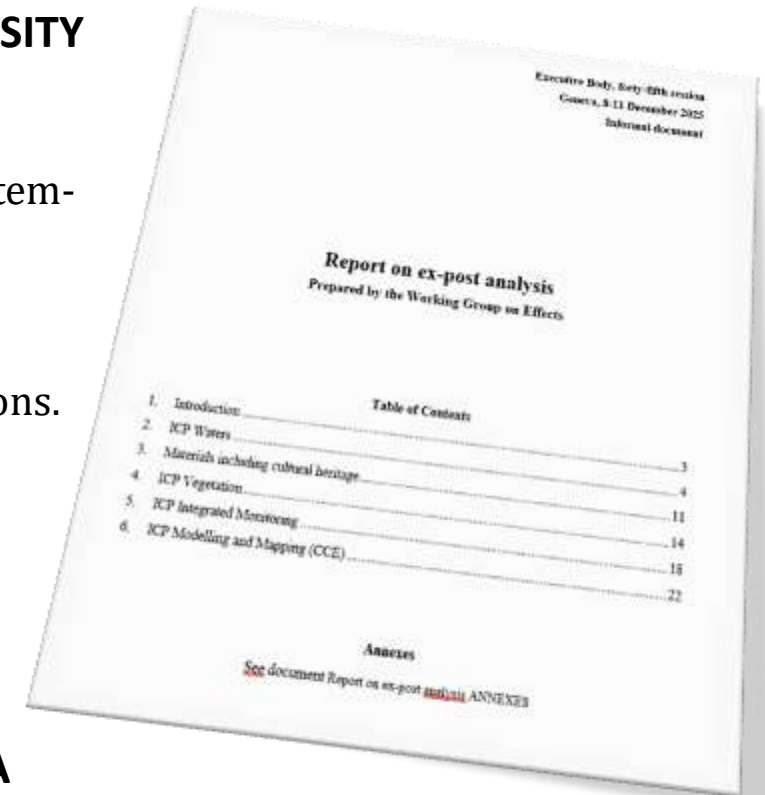 SITY
tem-
ons.
A
Executive Body, forty-fifth session
Geneva, 8-11 December 2025
Informal document
Report on ex-post analysis
Prepared by the Working Group on Effects
Table of Contents
1. Introduction 3
2. ICP Waters 4
3. Materials including cultural heritage 11
4. ICP Vegetation 14
5. ICP Integrated Monitoring 18
6. ICP Modelling and Mapping (CCE) 22
Annexes
See document Report on ex-post analysis ANNEXES